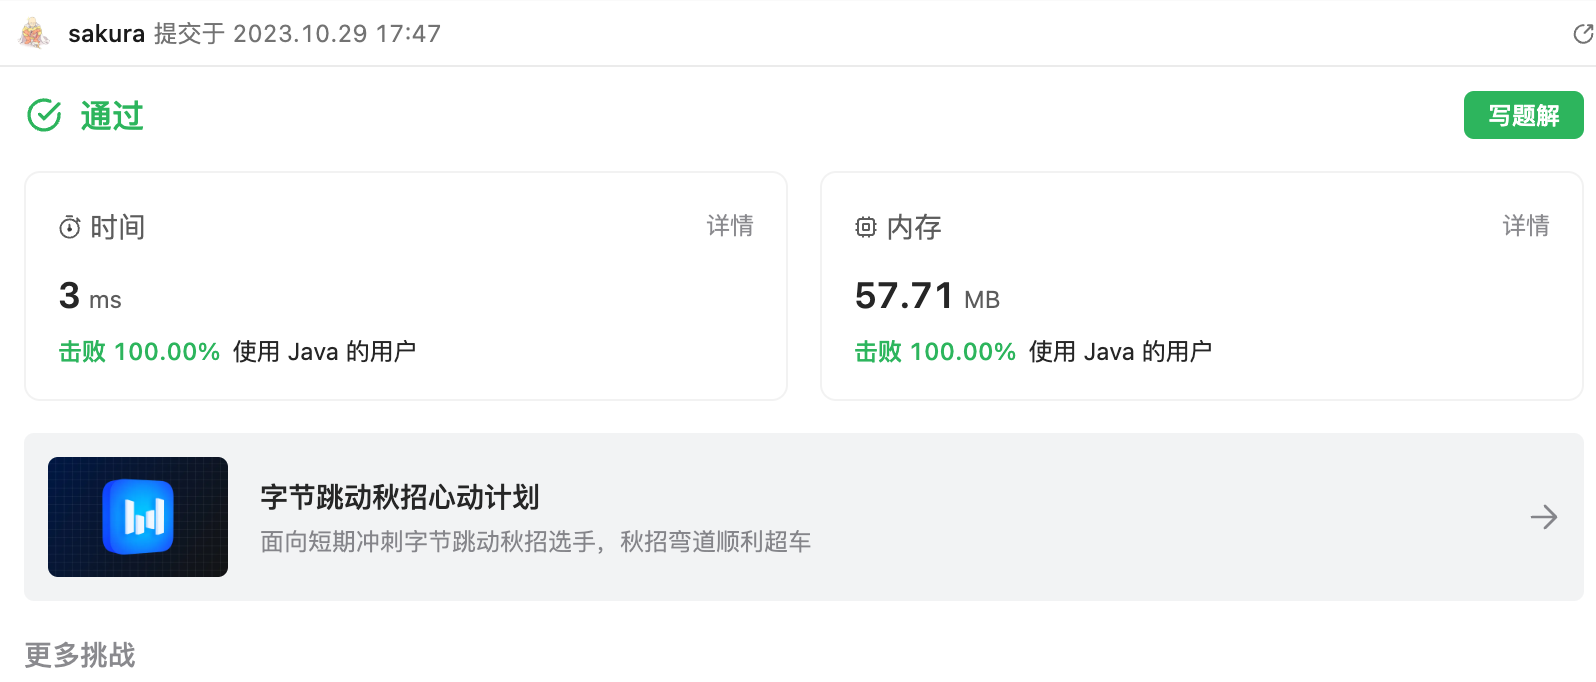 sakura 提交于 2023.10.29 17:47
通过
写题解
时间
详情
3 ms
击败 100.00% 使用 Java 的用户
内存
详情
57.71 MB
击败 100.00% 使用 Java 的用户
字节跳动秋招心动计划
面向短期冲刺字节跳动秋招选手，秋招弯道顺利超车
更多挑战